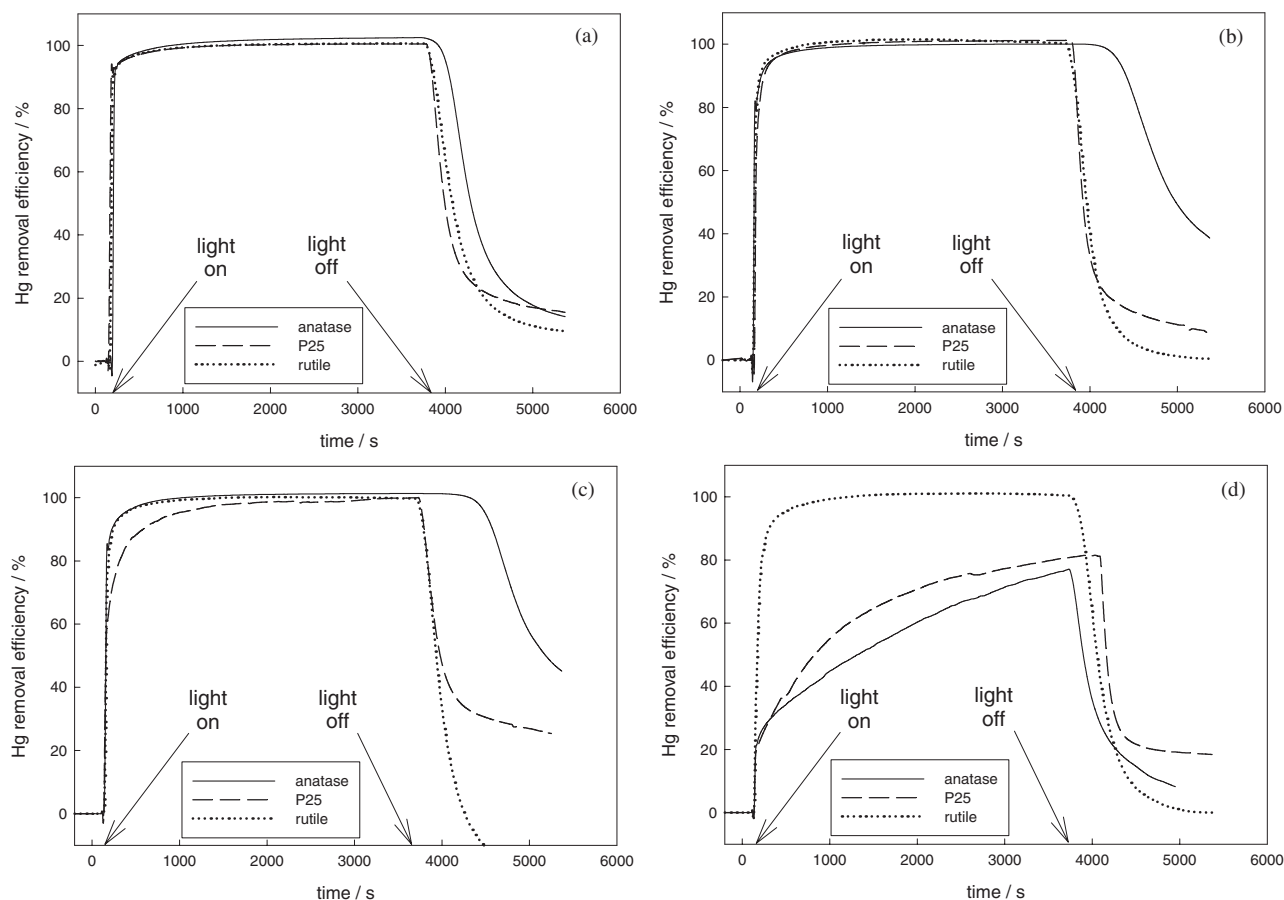 (a)
Hg removal efficiency / %
100
80
60
40
20
0
light
on
light
off
anatase
P25
rutile
0 1000 2000 3000 4000 5000 6000
time / s
(b)
Hg removal efficiency / %
100
80
60
40
20
0
light
on
light
off
anatase
P25
rutile
0 1000 2000 3000 4000 5000 6000
time / s
(c)
Hg removal efficiency / %
100
80
60
40
20
0
light
on
light
off
anatase
P25
rutile
0 1000 2000 3000 4000 5000 6000
time / s
(d)
Hg removal efficiency / %
100
80
60
40
20
0
light
on
light
off
anatase
P25
rutile
0 1000 2000 3000 4000 5000 6000
time / s